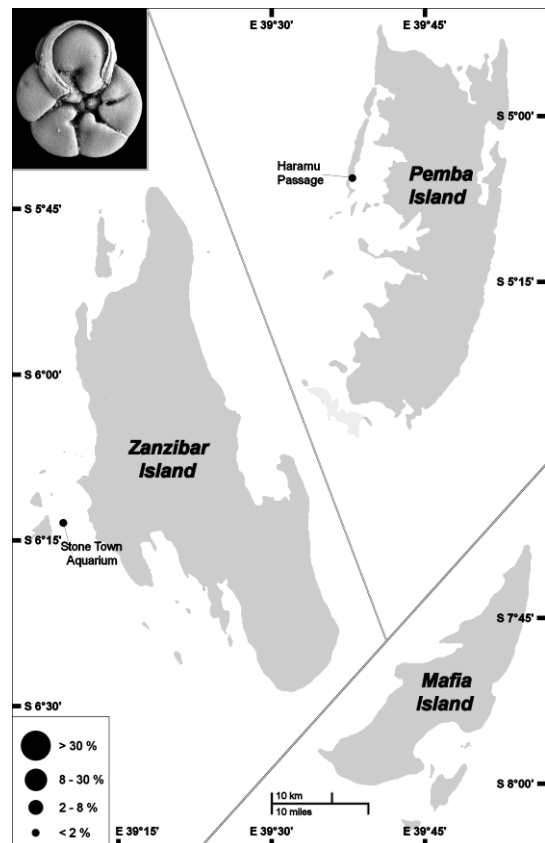 E 39°30'
E 39°45'
S 5°00'
Haramu
Passage
Pemba
Island
S 5°45'
S 5°15'
S 6°00'
Zanzibar
Island
S 6°15'
Stone Town
Aquarium
S 7°45'
Mafia
Island
S 6°30'
> 30 %
8 - 30 %
2 - 8 %
< 2 %
10 km
10 miles
S 8°00'
E 39°15'
E 39°30'
E 39°45'